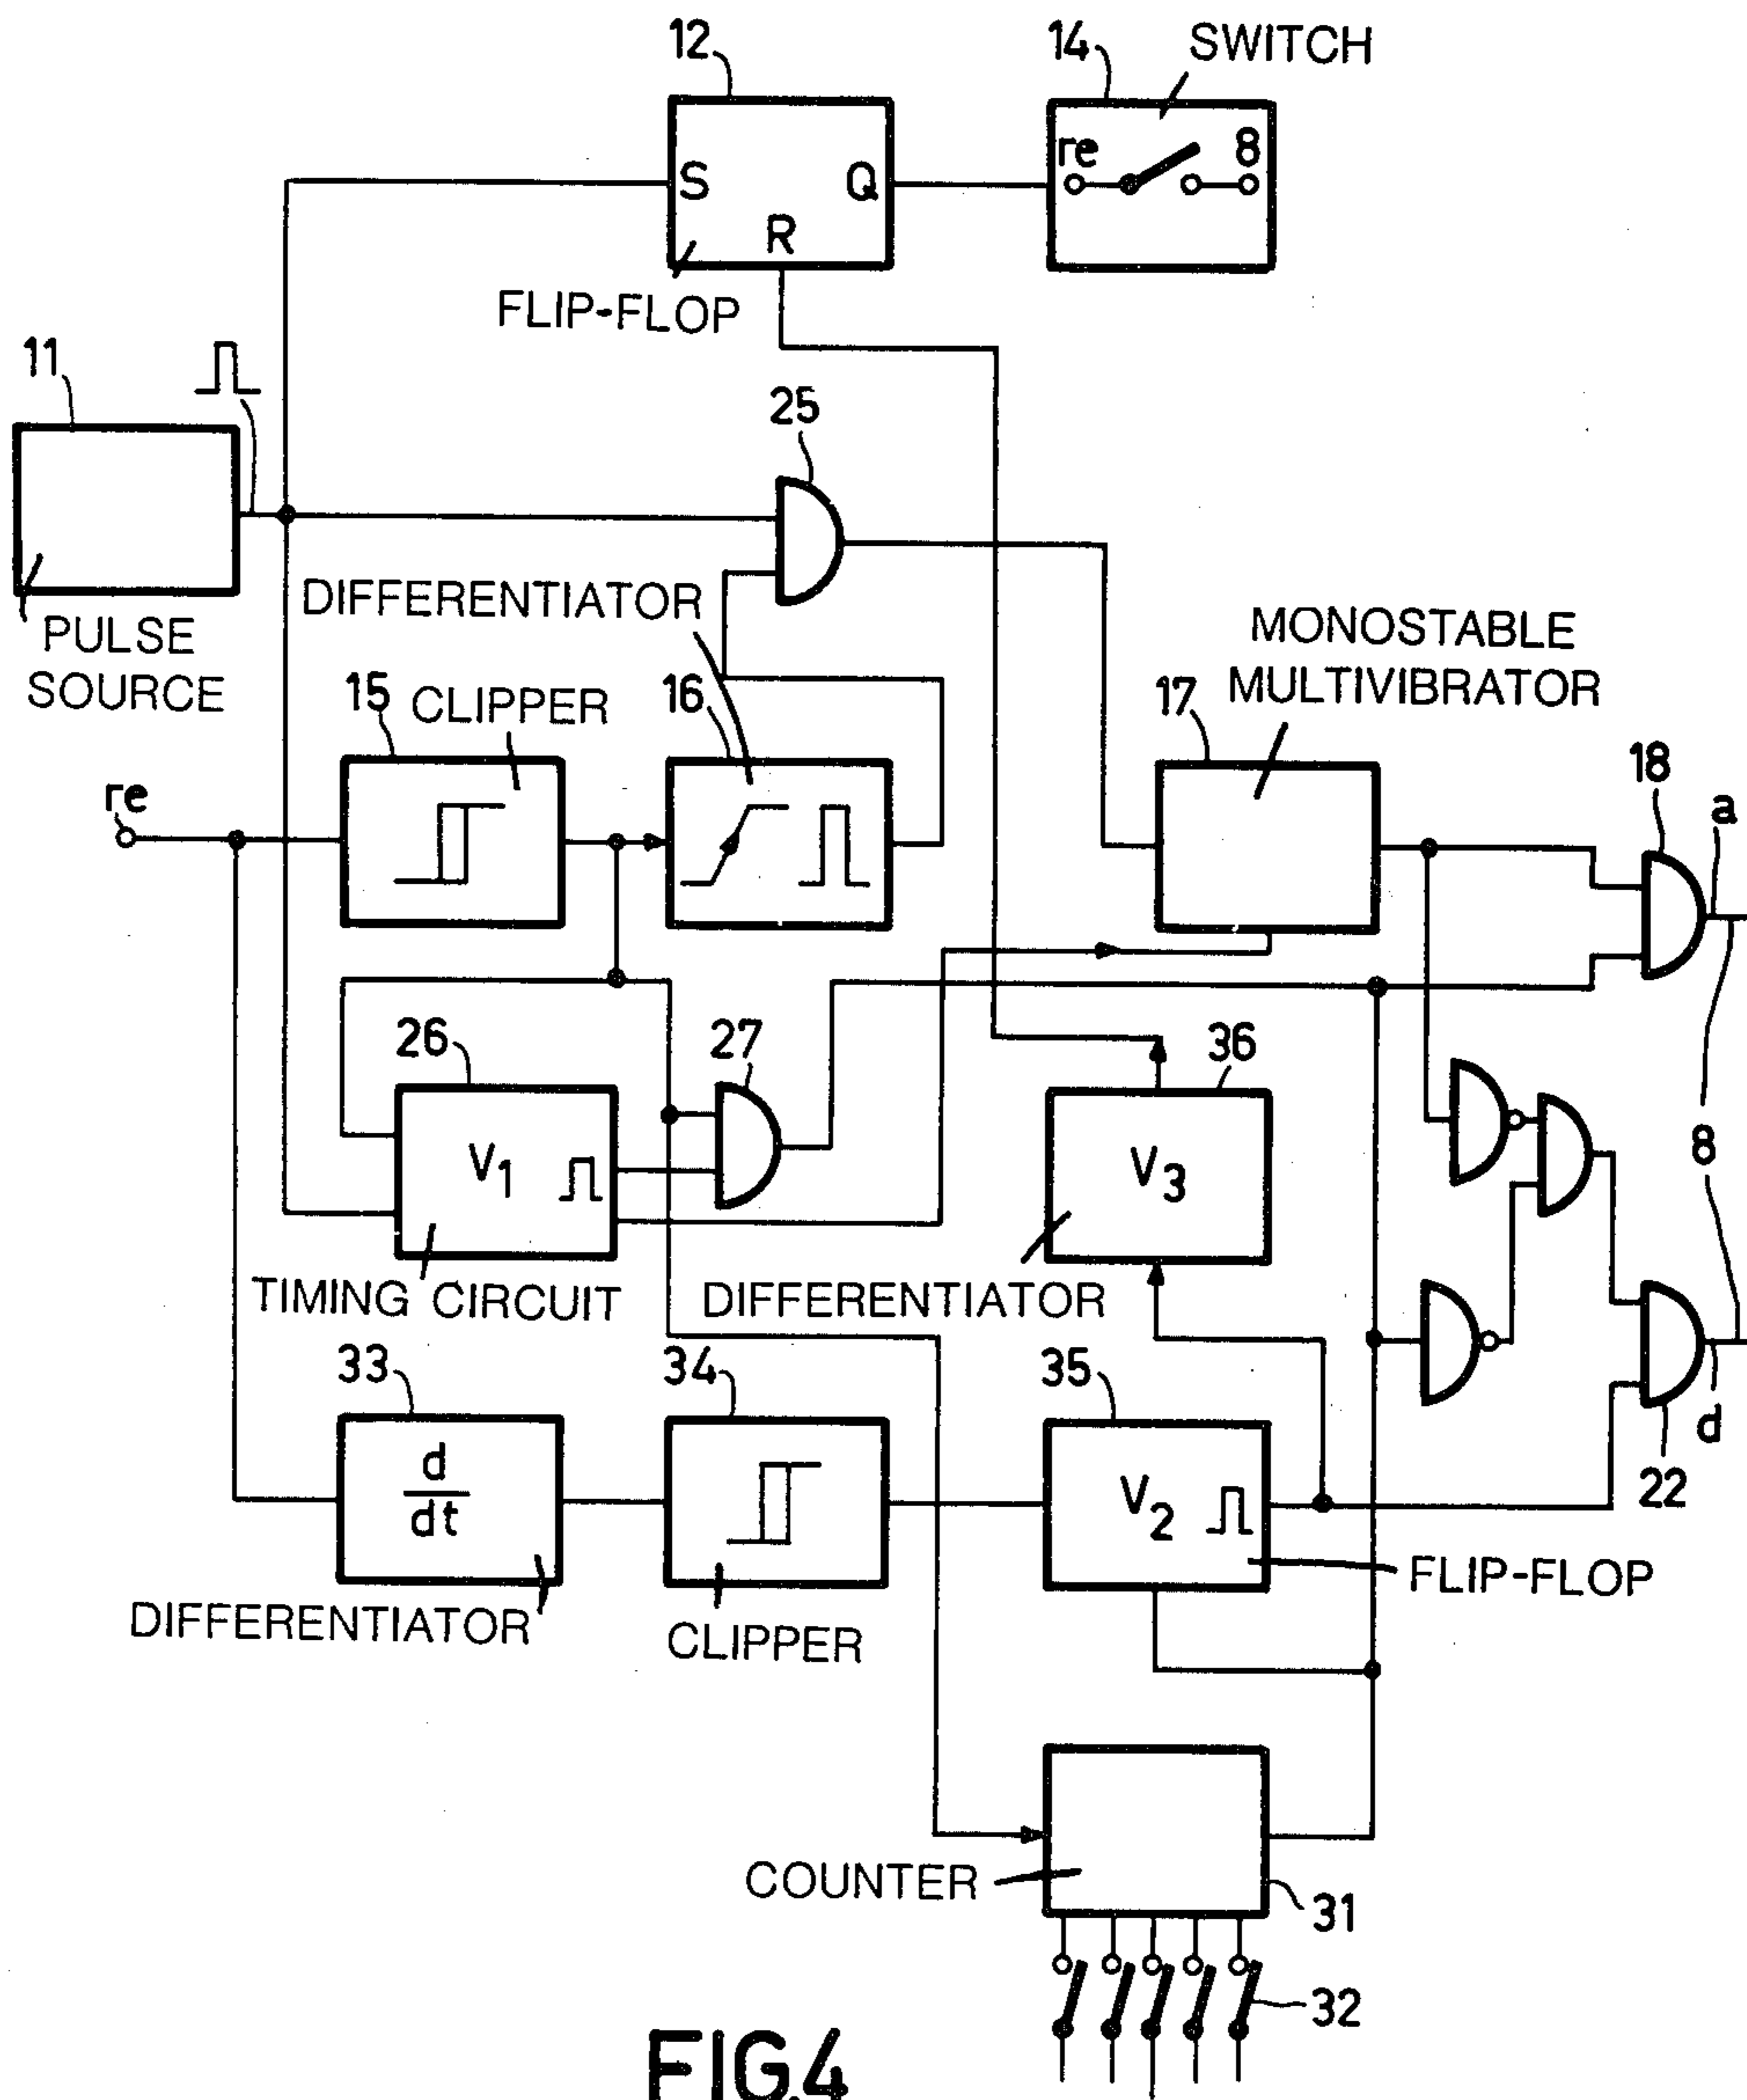 12
14
SWITCH
re
8
S
Q
R
FLIP-FLOP
11
25
DIFFERENTIATOR
MONOSTABLE
MULTIVIBRATOR
PULSE
SOURCE
15
CLIPPER
16
17
18
re
a
26
27
36
V1
V3
8
TIMING CIRCUIT
DIFFERENTIATOR
33
34
35
d
dt
V2
d
22
FLIP-FLOP
DIFFERENTIATOR
CLIPPER
COUNTER
31
32
FIG.4